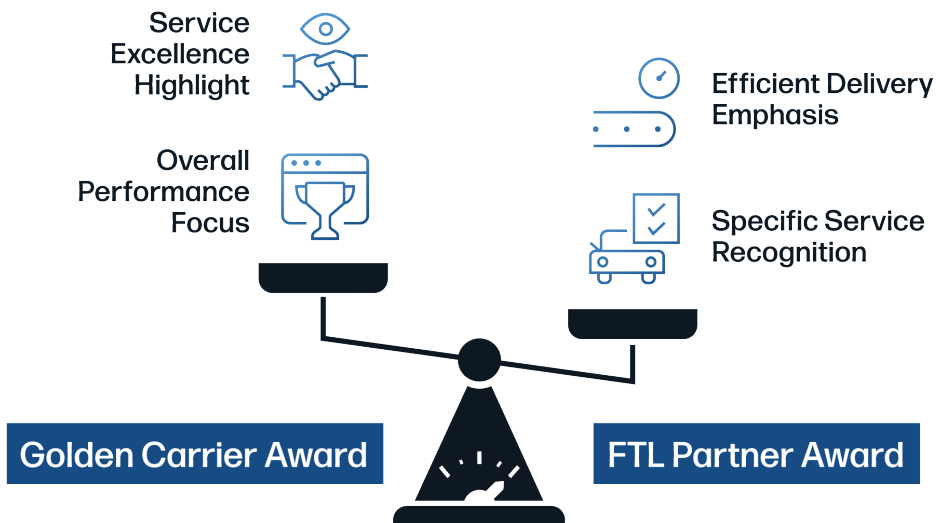 Service
Excellence
Highlight
Overall
Performance
Focus
Efficient Delivery
Emphasis
Specific Service
Recognition
Golden Carrier Award
FTL Partner Award